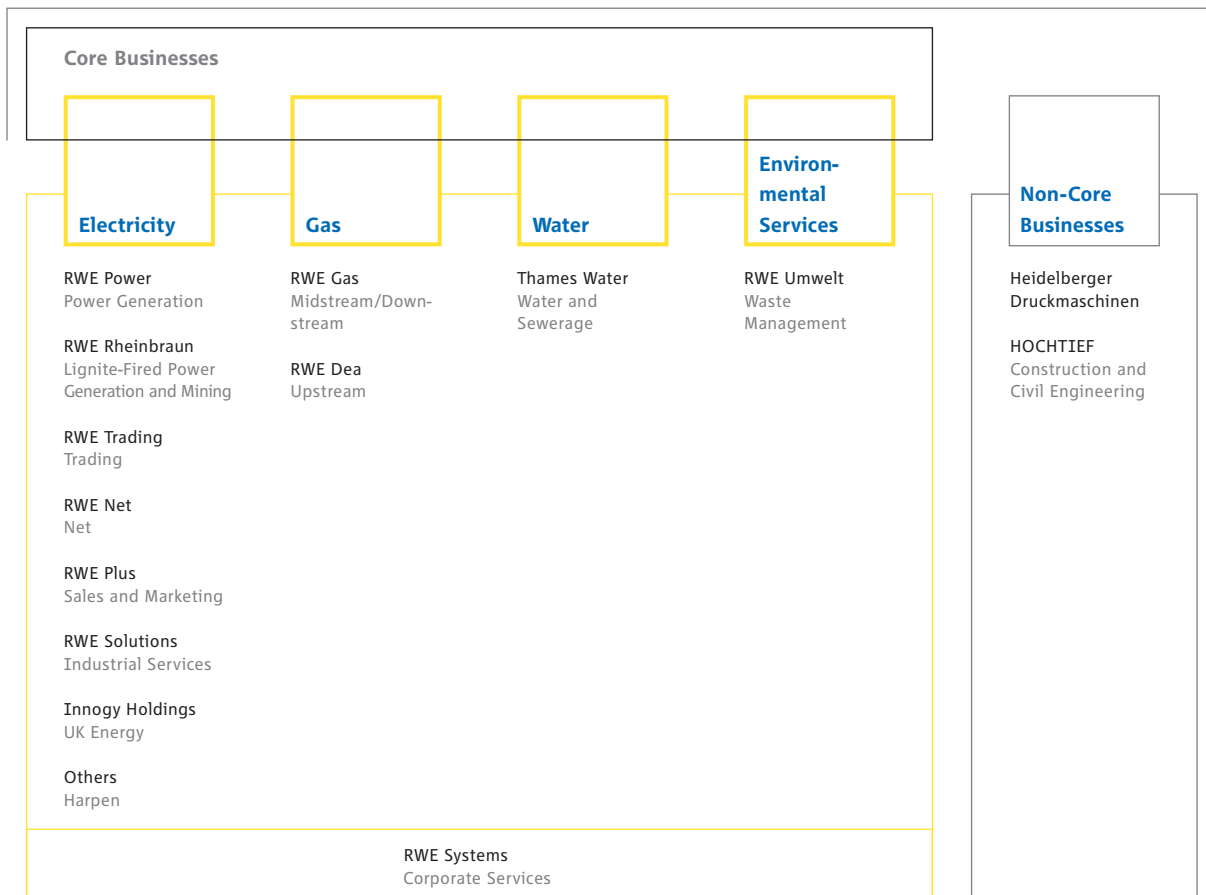 Core Businesses
Electricity
RWE Power
Power Generation
RWE Rheinbraun
Lignite-Fired Power
Generation and Mining
RWE Trading
Trading
RWE Net
Net
RWE Plus
Sales and Marketing
RWE Solutions
Industrial Services
Innogy Holdings
UK Energy
Others
Harpen
Gas
RWE Gas
Midstream/Down-
stream
RWE Dea
Upstream
Water
Thames Water
Water and
Sewerage
Environ-
mental
Services
RWE Umwelt
Waste
Management
RWE Systems
Corporate Services
Non-Core
Businesses
Heidelberger
Druckmaschinen
HOCHTIEF
Construction and
Civil Engineering